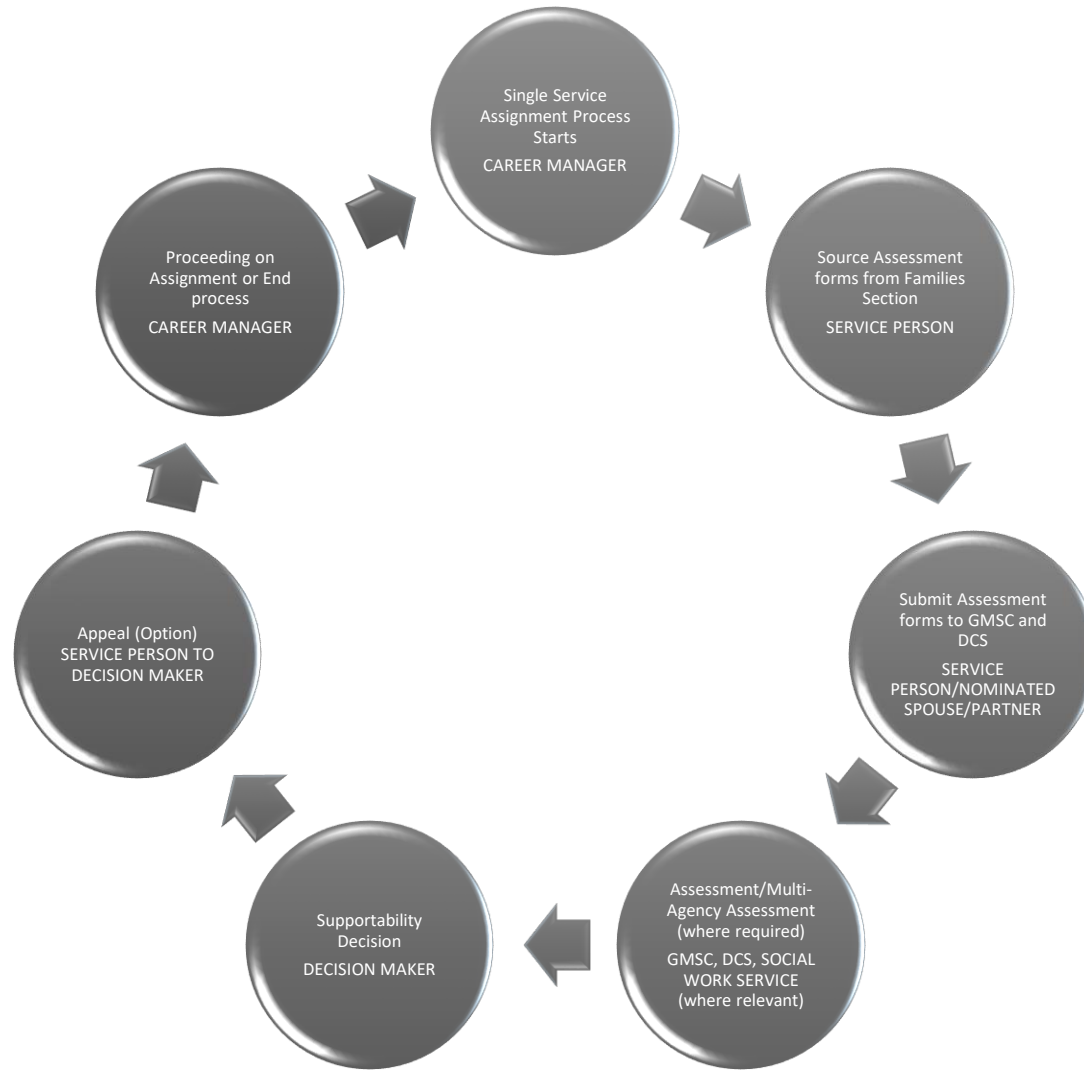 Single Service
Assignment Process
Starts
CAREER MANAGER
Source Assessment
forms from Families
Section
SERVICE PERSON
Submit Assessment
forms to GMSC and
DCS
SERVICE
PERSON/NOMINATED
SPOUSE/PARTNER
Assessment/Multi-
Agency Assessment
(where required)
GMSC, DCS, SOCIAL
WORK SERVICE
(where relevant)
Supportability
Decision
DECISION MAKER
Appeal (Option)
SERVICE PERSON TO
DECISION MAKER
Proceeding on
Assignment or End
process
CAREER MANAGER